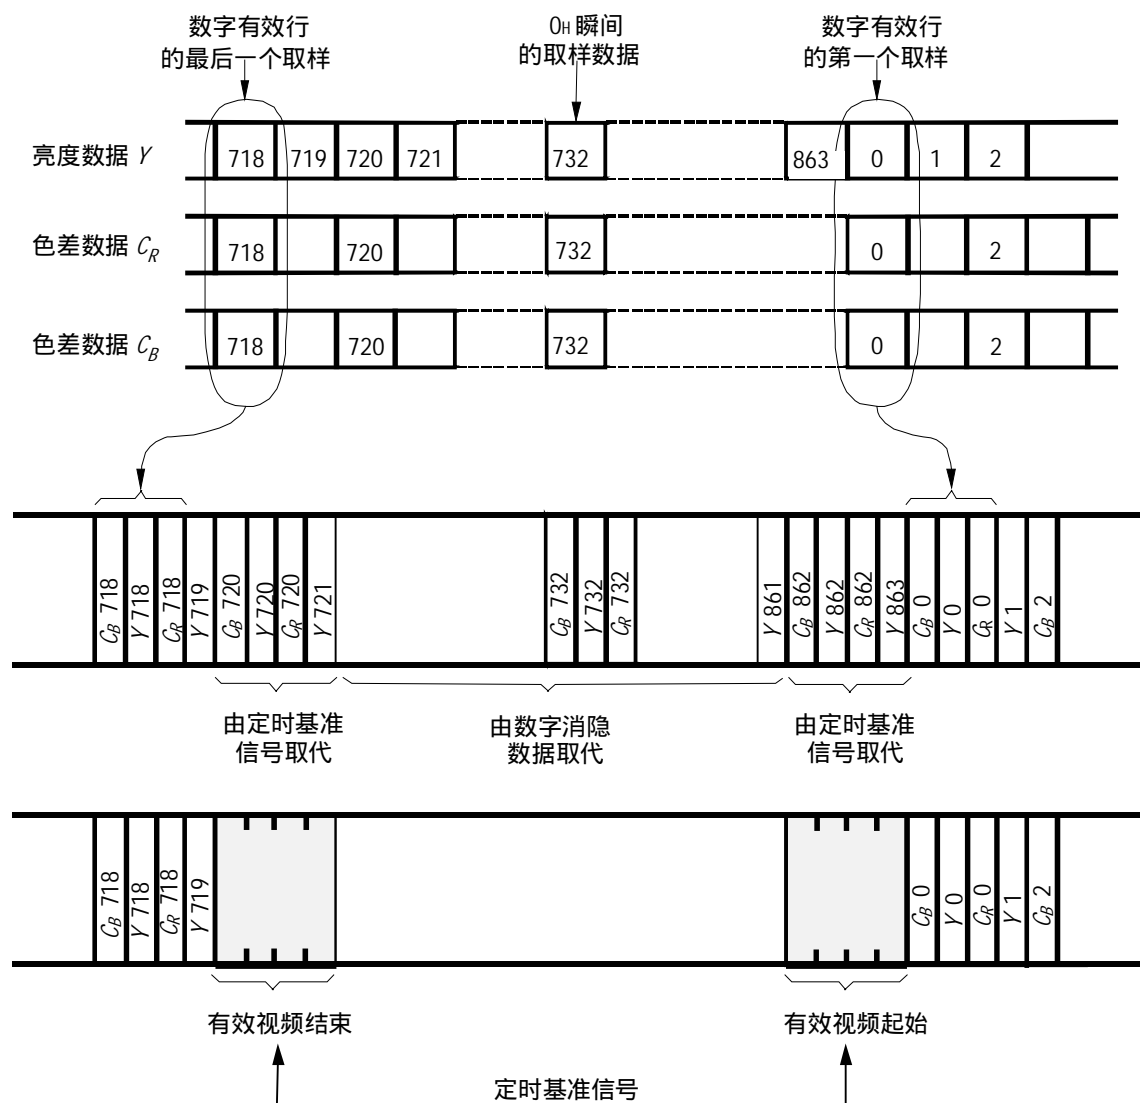 数字有效行
的最后一个取样
0H 瞬间
的取样数据
数字有效行
的第一个取样
亮度数据 Y
718 719 720 721 732 863 0 1 2
色差数据 CR
718 720 732 0 2
色差数据 CB
718 720 732 0 2
CB 718
Y 718
CR 718
Y 719
CB 720
Y 720
CR 720
Y 721
CB 732
Y 732
CR 732
Y 861
CB 862
Y 862
CR 862
Y 863
CB 0
Y 0
CR 0
Y 1
CB 2
由定时基准
信号取代
由数字消隐
数据取代
由定时基准
信号取代
CB 718
Y 718
CR 718
Y 719
CB 0
Y 0
CR 0
Y 1
CB 2
有效视频结束
有效视频起始
定时基准信号